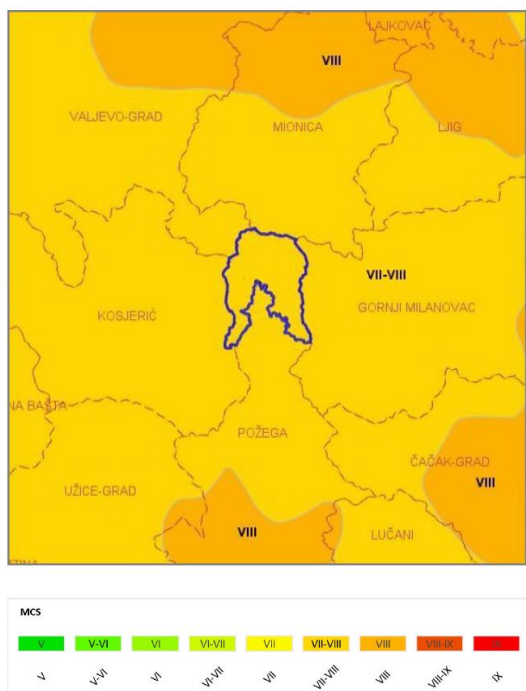 LAJKOVAC
VIII
VALJEVO-GRAD
MIONICA
LJIG
VII-VIII
GORNJI MILANOVAC
KOSJERIĆ
NA BAŠTA
POŽEGA
ČAČAK-GRAD
UŽICE-GRAD
VIII
VIII
LUČANI
TINA
MCS
V V-VI VI VI-VII VII VII-VIII VIII VIII-IX IX
V V-VI VI VI-VII VII VII-VIII VIII VIII-IX IX